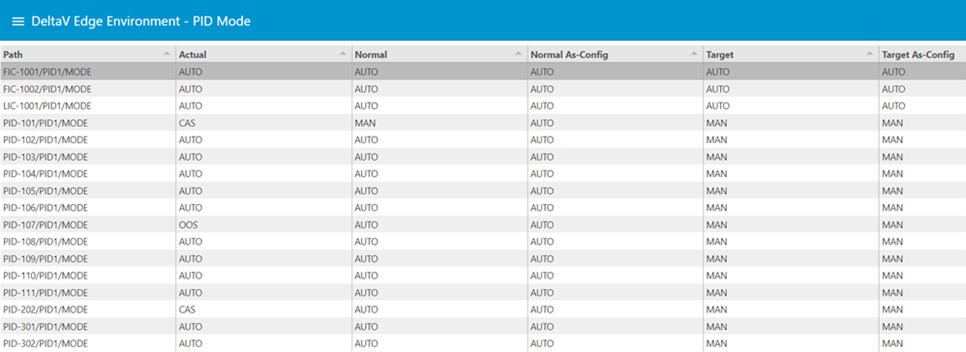 DeltaV Edge Environment - PID Mode
Path Actual Normal Normal As-Config Target Target As-Config
FIC-1001/PID1/MODE AUTO AUTO AUTO AUTO AUTO
FIC-1002/PID1/MODE AUTO AUTO AUTO AUTO AUTO
LIC-1001/PID1/MODE AUTO AUTO AUTO AUTO AUTO
PID-101/PID1/MODE CAS MAN AUTO MAN MAN
PID-102/PID1/MODE AUTO AUTO AUTO MAN MAN
PID-103/PID1/MODE AUTO AUTO AUTO MAN MAN
PID-104/PID1/MODE AUTO AUTO AUTO MAN MAN
PID-105/PID1/MODE AUTO AUTO AUTO MAN MAN
PID-106/PID1/MODE AUTO AUTO AUTO MAN MAN
PID-107/PID1/MODE OOS AUTO AUTO MAN MAN
PID-108/PID1/MODE AUTO AUTO AUTO MAN MAN
PID-109/PID1/MODE AUTO AUTO AUTO MAN MAN
PID-110/PID1/MODE AUTO AUTO AUTO MAN MAN
PID-111/PID1/MODE AUTO AUTO AUTO MAN MAN
PID-202/PID1/MODE CAS AUTO AUTO MAN MAN
PID-301/PID1/MODE AUTO AUTO AUTO MAN MAN
PID-302/PID1/MODE AUTO AUTO AUTO MAN MAN